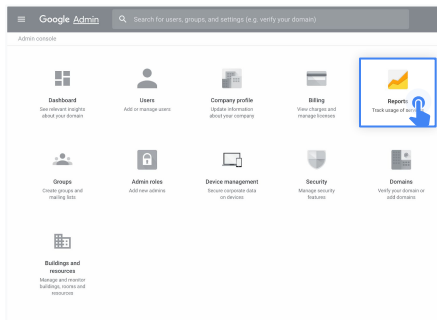 Google Admin
Search for users, groups, and settings (e.g. verify your domain)
Admin console
Dashboard
See relevant insights
about your domain
Users
Add or manage users
Company profile
Update information
about your company
Billing
View charges and
manage licenses
Reports
Track usage of
Groups
Create groups and
mailing lists
Admin roles
Add new admins
Device management
Secure corporate data
on devices
Security
Manage security
features
Domains
Verify your domain or
add domains
Buildings and
resources
Manage and monitor
buildings, rooms and
resources